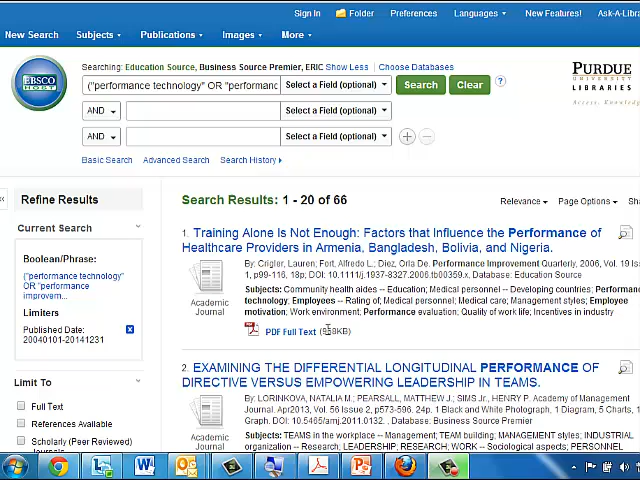 Sign In Folder Preferences Languages New Features! Ask-A-Libra
New Search Subjects Publications Images More
Searching: Education Source, Business Source Premier, ERIC Show Less Choose Databases
EBSCO
HOST
("performance technology" OR "performanc Select a Field (optional) Search Clear ?
PURDUE
UNIVERSITY
LIBRARIES
Access. Knowledg
AND Select a Field (optional)
AND Select a Field (optional)
Basic Search Advanced Search Search History
Refine Results
Search Results: 1 - 20 of 66
Relevance Page Options Sha
Current Search
Boolean/Phrase:
("performance technology"
OR "performance
improvem...
Limiters
Published Date:
20040101-20141231
Limit To
Full Text
References Available
Scholarly (Peer Reviewed)
Journals
1. Training Alone Is Not Enough: Factors that Influence the Performance of
Healthcare Providers in Armenia, Bangladesh, Bolivia, and Nigeria.
By: Crigler, Lauren; Fort, Alfredo L.; Diez, Orla De. Performance Improvement Quarterly, 2006, Vol. 19 Iss
1, p99-116, 18p; DOI: 10.1111/j.1937-8327.2006.tb00359.x, Database: Education Source
Subjects: Community health aides -- Education; Medical personnel -- Developing countries; Performanc
technology; Employees -- Rating of; Medical personnel; Medical care; Management styles; Employee
motivation; Work environment; Performance evaluation; Quality of work life; Incentives in industry
Academic
Journal
PDF Full Text
2. EXAMINING THE DIFFERENTIAL LONGITUDINAL PERFORMANCE OF
DIRECTIVE VERSUS EMPOWERING LEADERSHIP IN TEAMS.
By: LORINKOVA, NATALIA M.; PEARSALL, MATTHEW J.; SIMS Jr., HENRY P. Academy of Management
Journal. Apr2013, Vol. 56 Issue 2, p573-596. 24p. 1 Black and White Photograph, 1 Diagram, 5 Charts, 1
Graph. DOI: 10.5465/amj.2011.0132. , Database: Business Source Premier
Subjects: TEAMS in the workplace -- Management; TEAM building; MANAGEMENT styles; INDUSTRIAL
organization -- Research; LEADERSHIP; RESEARCH; WORK -- Sociological aspects; PERSONNEL
Academic
Journal